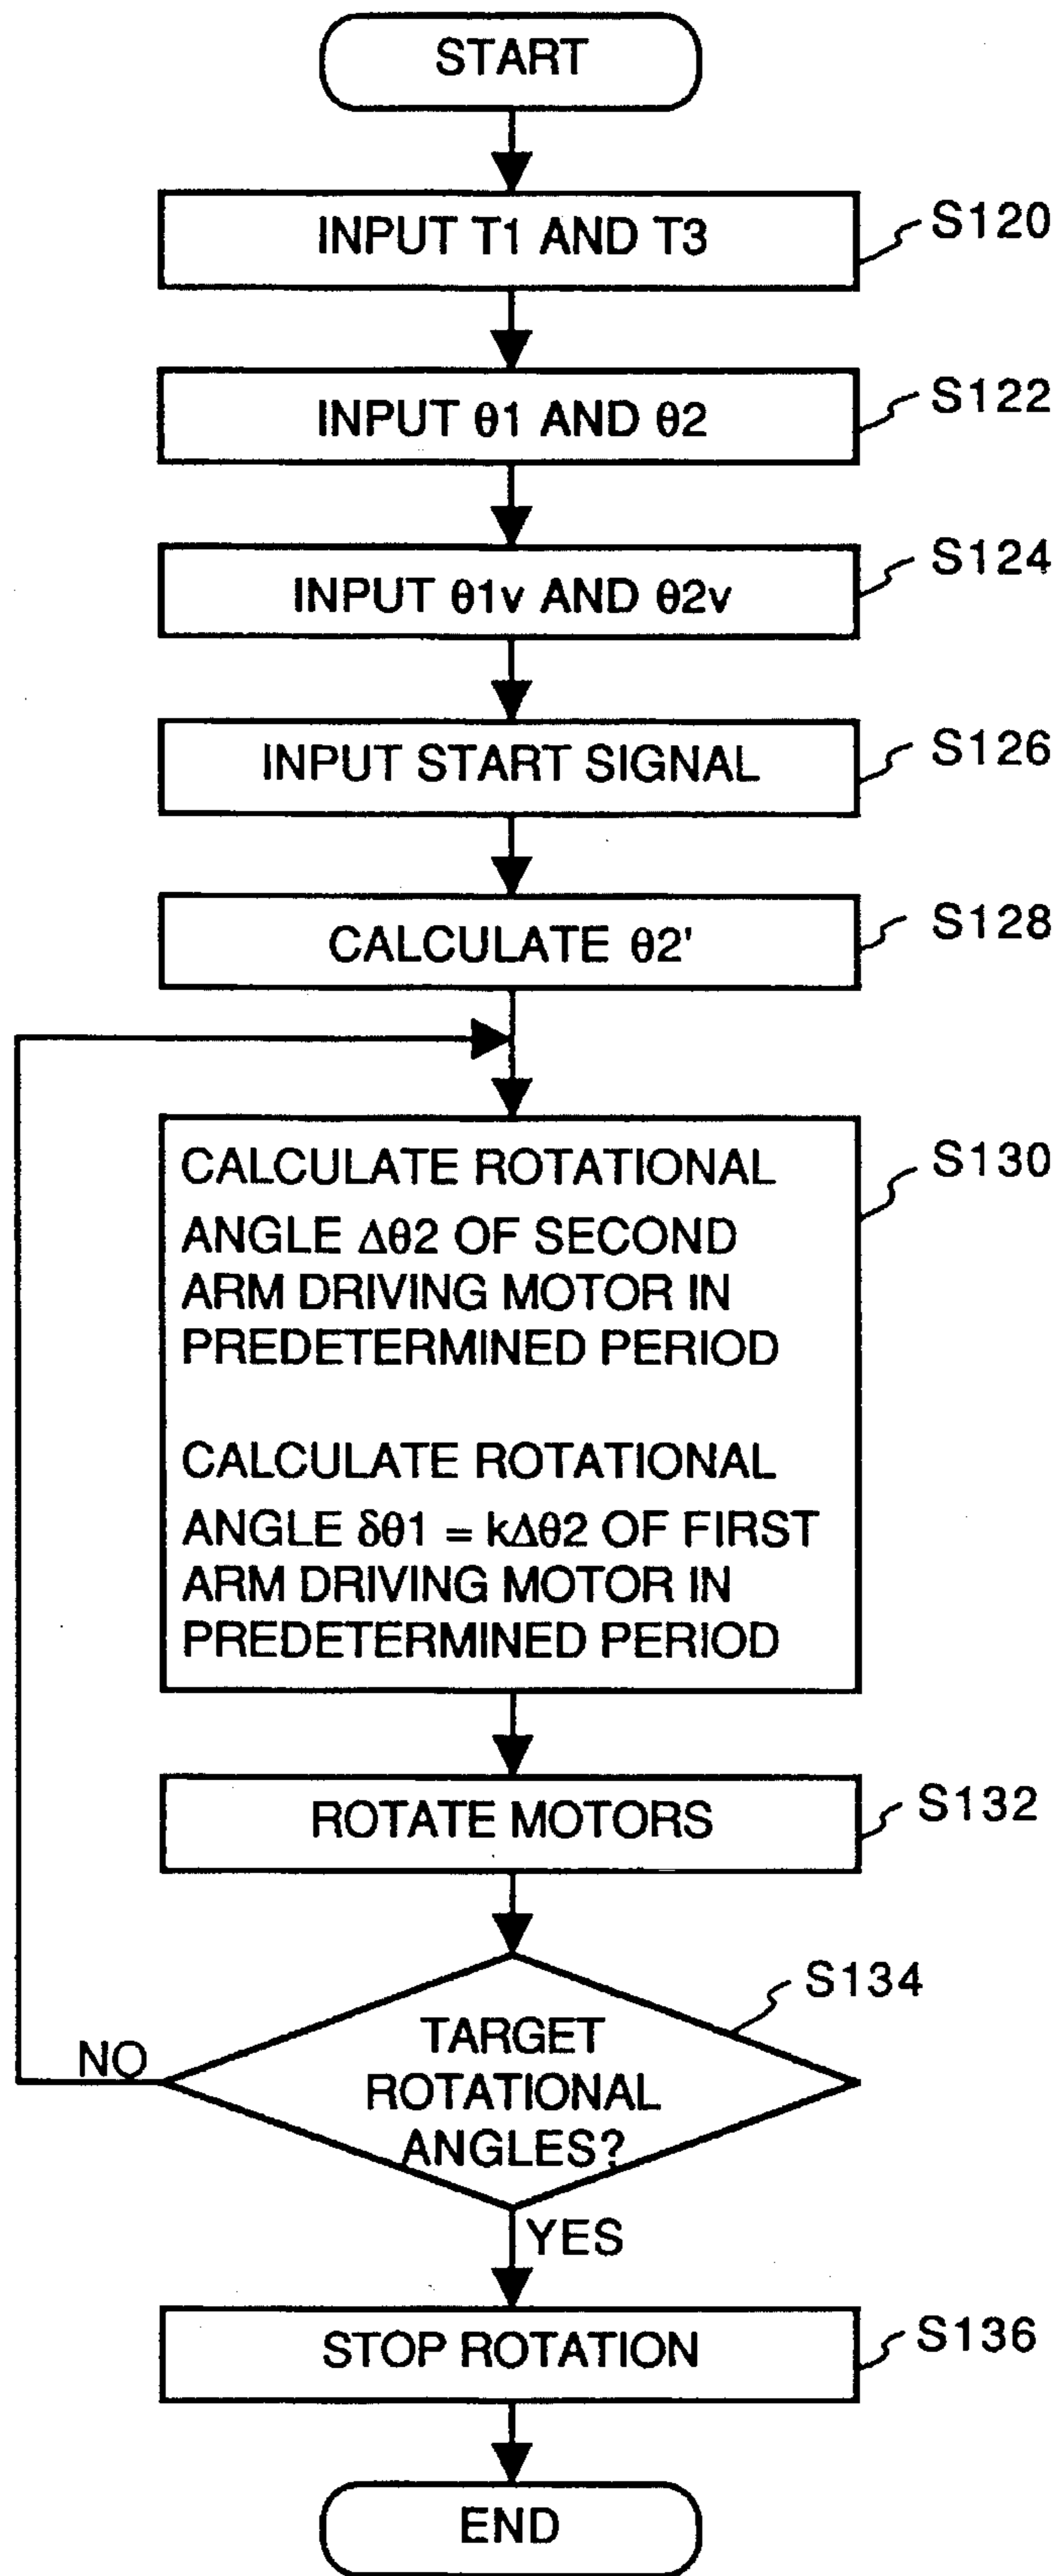 START
INPUT T1 AND T3
S120
INPUT θ1 AND θ2
S122
INPUT θ1v AND θ2v
S124
INPUT START SIGNAL
S126
CALCULATE θ2'
S128
CALCULATE ROTATIONAL
ANGLE Δθ2 OF SECOND
ARM DRIVING MOTOR IN
PREDETERMINED PERIOD
CALCULATE ROTATIONAL
ANGLE δθ1 = kΔθ2 OF FIRST
ARM DRIVING MOTOR IN
PREDETERMINED PERIOD
S130
ROTATE MOTORS
S132
S134
TARGET
ROTATIONAL
ANGLES?
NO
YES
STOP ROTATION
S136
END